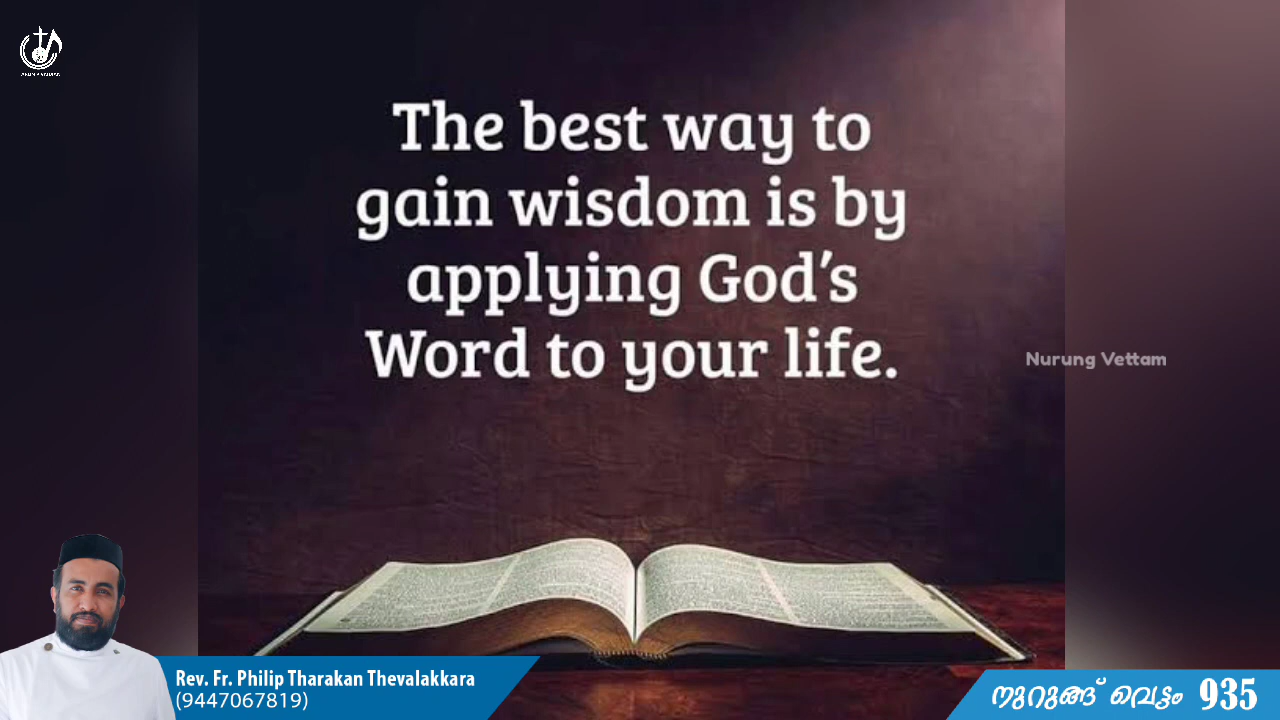 The best way to
gain wisdom is by
applying God's
Word to your life.
Nurung Vettam
Rev. Fr. Philip Tharakan Thevalakkara
(9447067819)
നുറുങ്ങ് വെട്ടം 935